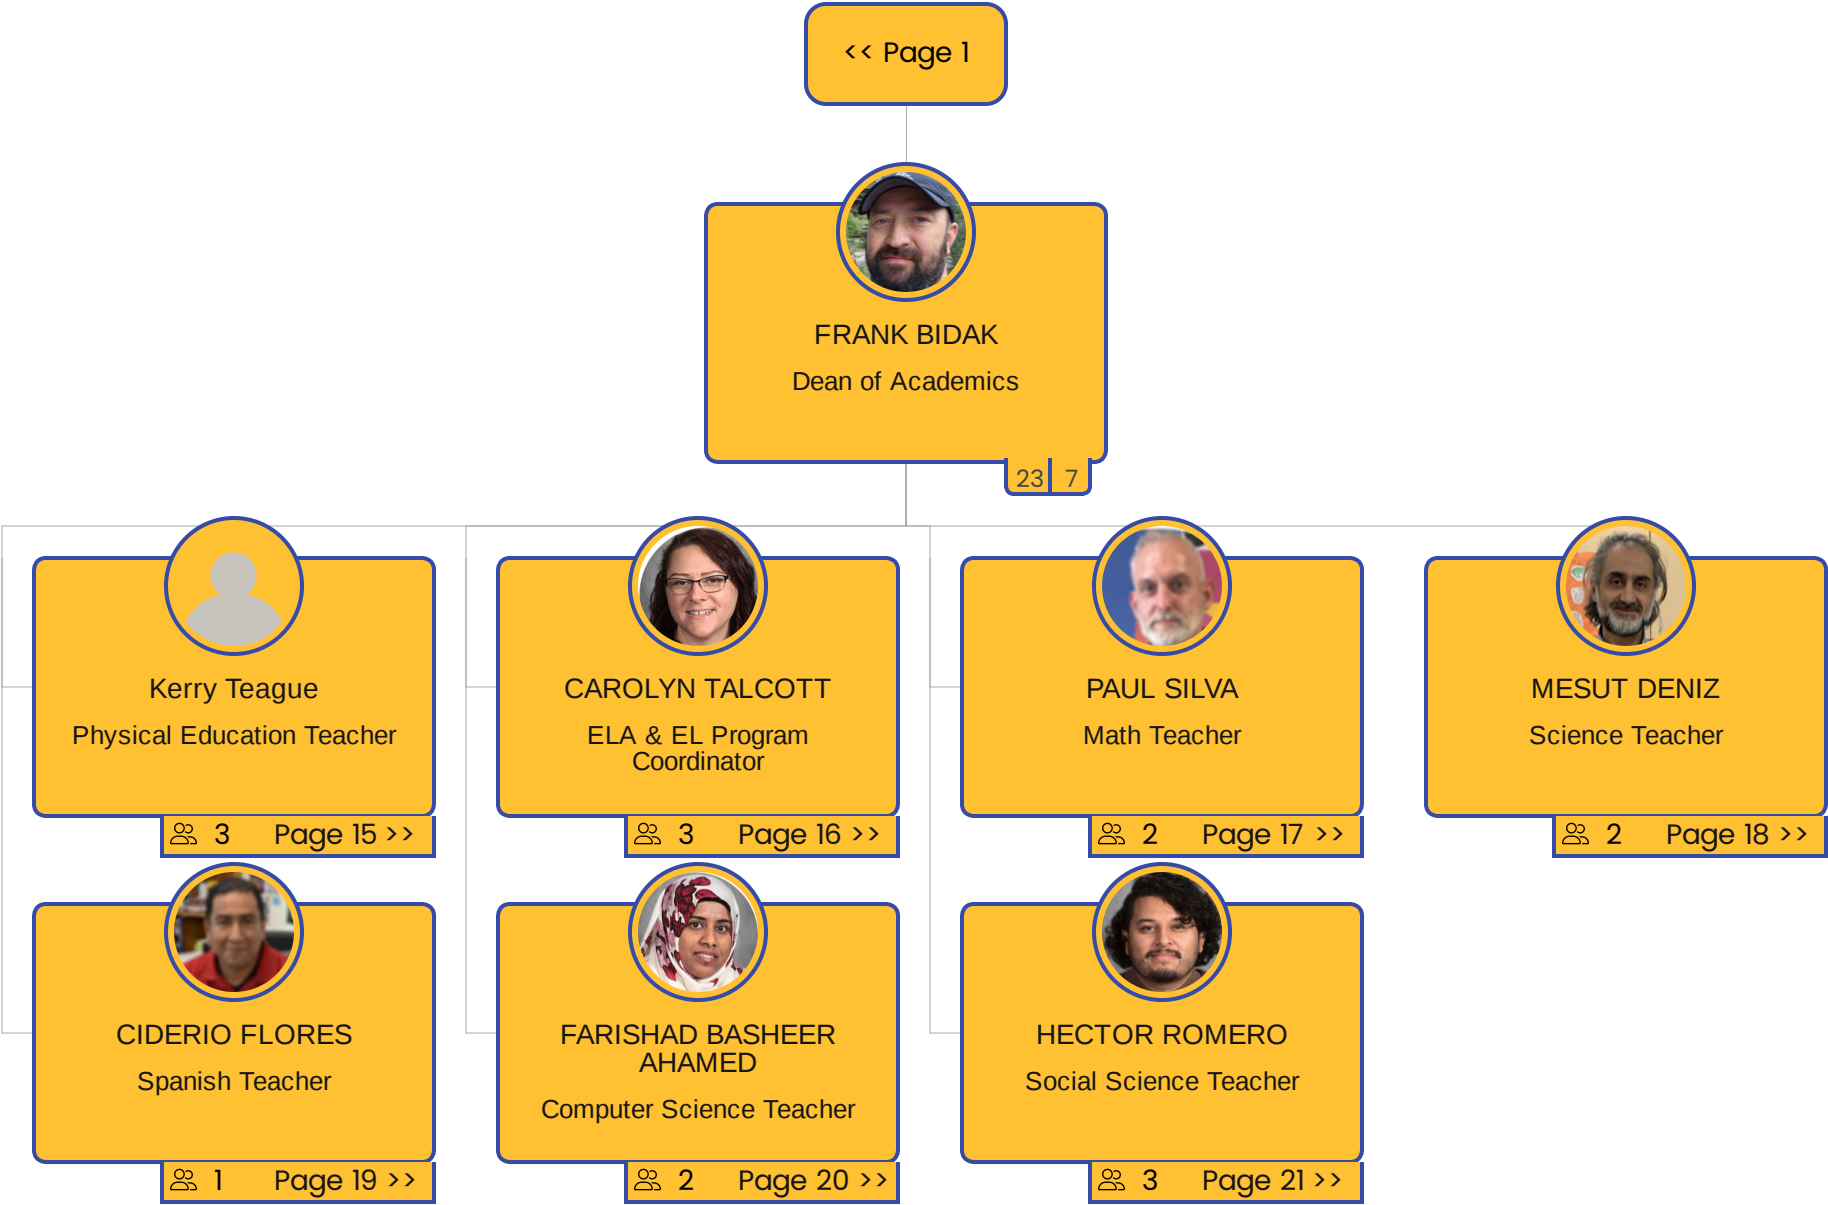 << Page 1
FRANK BIDAK
Dean of Academics
23 7
Kerry Teague
Physical Education Teacher
3 Page 15 >>
CAROLYN TALCOTT
ELA & EL Program
Coordinator
3 Page 16 >>
PAUL SILVA
Math Teacher
2 Page 17 >>
MESUT DENIZ
Science Teacher
2 Page 18 >>
CIDERIO FLORES
Spanish Teacher
1 Page 19 >>
FARISHAD BASHEER
AHAMED
Computer Science Teacher
2 Page 20 >>
HECTOR ROMERO
Social Science Teacher
3 Page 21 >>